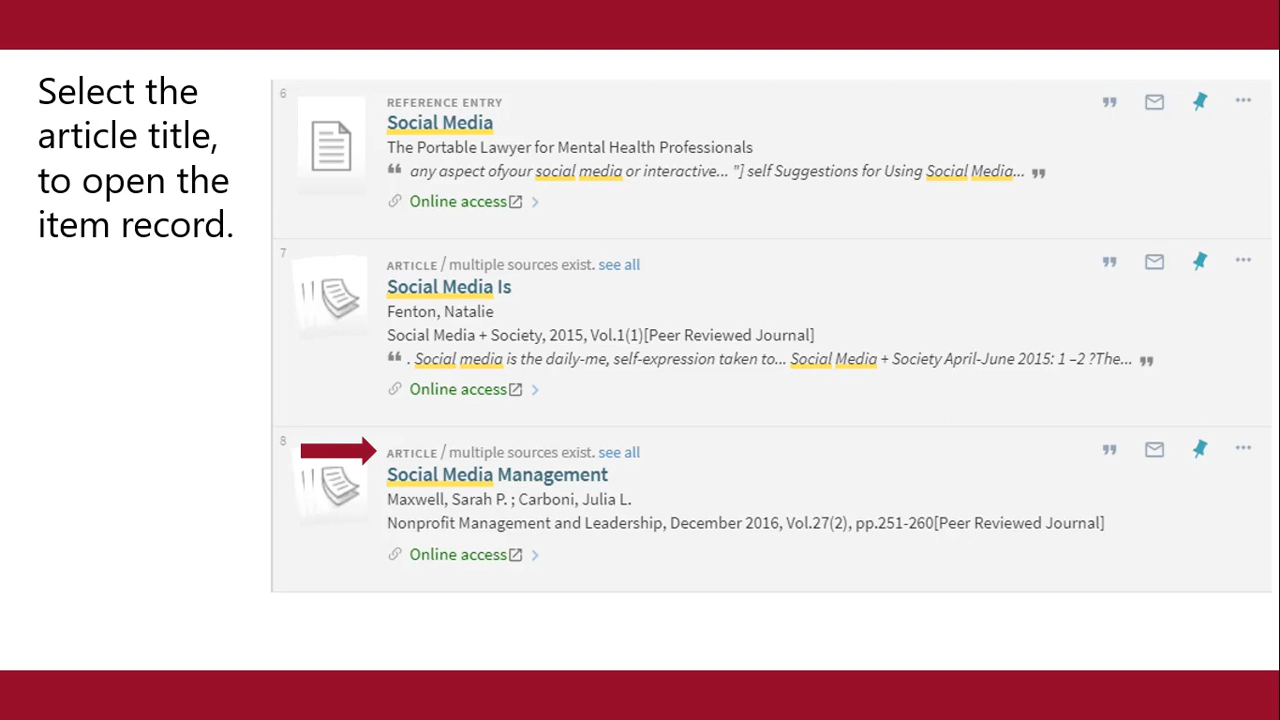 Select the
article title,
to open the
item record.
6
REFERENCE ENTRY
Social Media
The Portable Lawyer for Mental Health Professionals
❝ any aspect ofyour social media or interactive... "] self Suggestions for Using Social Media... ❞
Online access
7
ARTICLE / multiple sources exist. see all
Social Media Is
Fenton, Natalie
Social Media + Society, 2015, Vol.1(1)[Peer Reviewed Journal]
❝ . Social media is the daily-me, self-expression taken to... Social Media + Society April-June 2015: 1 –2 ?The... ❞
Online access
8
ARTICLE / multiple sources exist. see all
Social Media Management
Maxwell, Sarah P. ; Carboni, Julia L.
Nonprofit Management and Leadership, December 2016, Vol.27(2), pp.251-260[Peer Reviewed Journal]
Online access